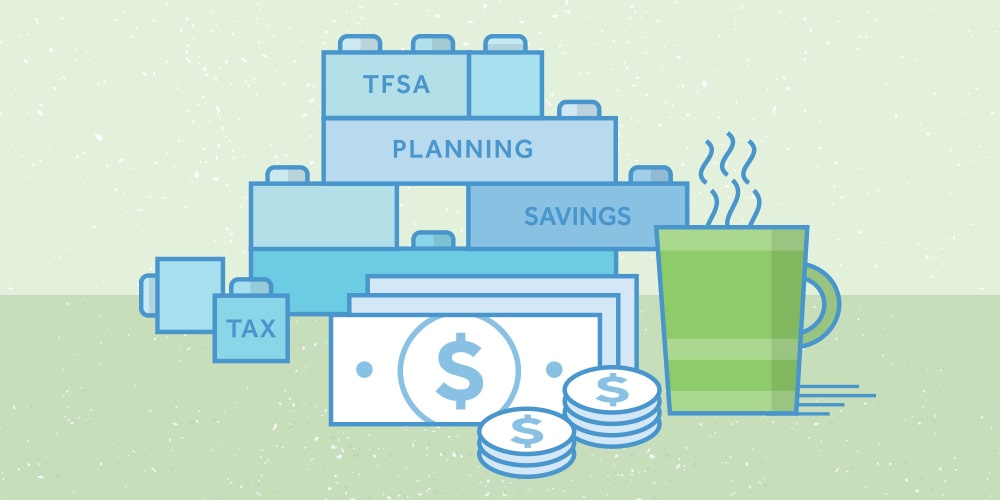 TFSA
PLANNING
SAVINGS
TAX
$
$
$